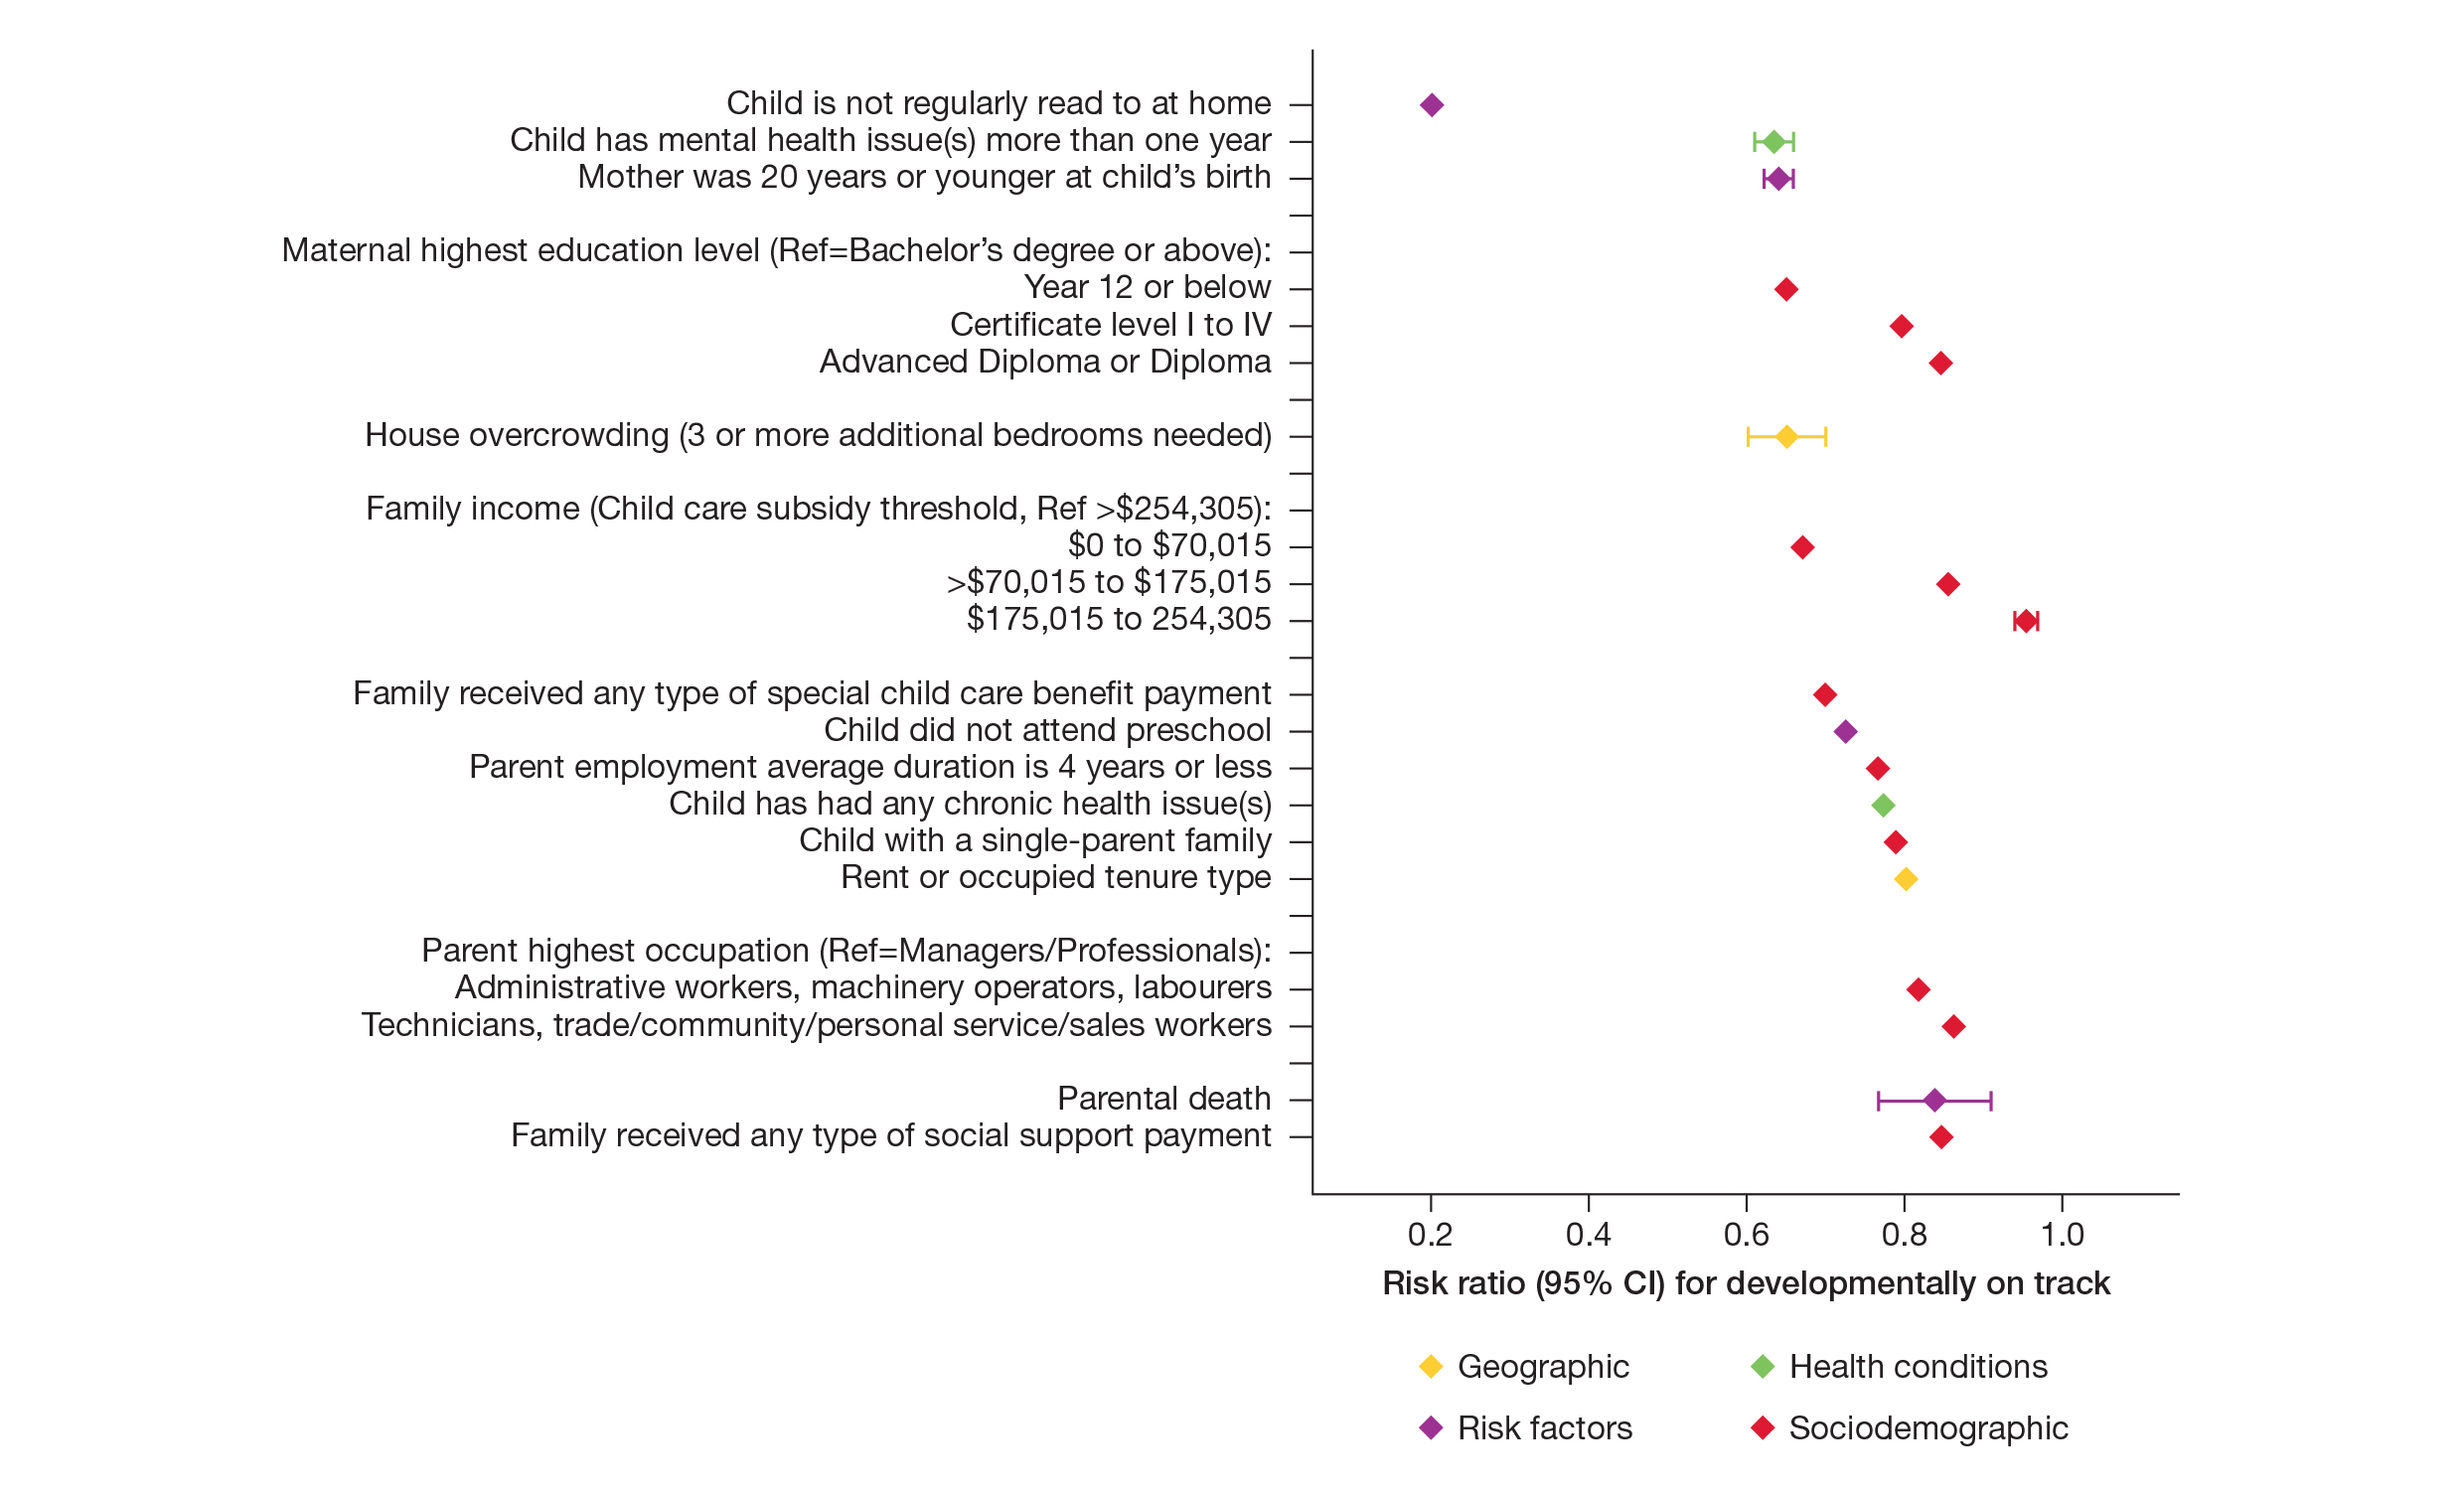 Child is not regularly read to at home
Child has mental health issue(s) more than one year
Mother was 20 years or younger at child’s birth
Maternal highest education level (Ref=Bachelor’s degree or above):
Year 12 or below
Certificate level I to IV
Advanced Diploma or Diploma
House overcrowding (3 or more additional bedrooms needed)
Family income (Child care subsidy threshold, Ref >$254,305):
$0 to $70,015
>$70,015 to $175,015
$175,015 to 254,305
Family received any type of special child care benefit payment
Child did not attend preschool
Parent employment average duration is 4 years or less
Child has had any chronic health issue(s)
Child with a single-parent family
Rent or occupied tenure type
Parent highest occupation (Ref=Managers/Professionals):
Administrative workers, machinery operators, labourers
Technicians, trade/community/personal service/sales workers
Parental death
Family received any type of social support payment
0.2 0.4 0.6 0.8 1.0
Risk ratio (95% CI) for developmentally on track
Geographic Health conditions
Risk factors Sociodemographic